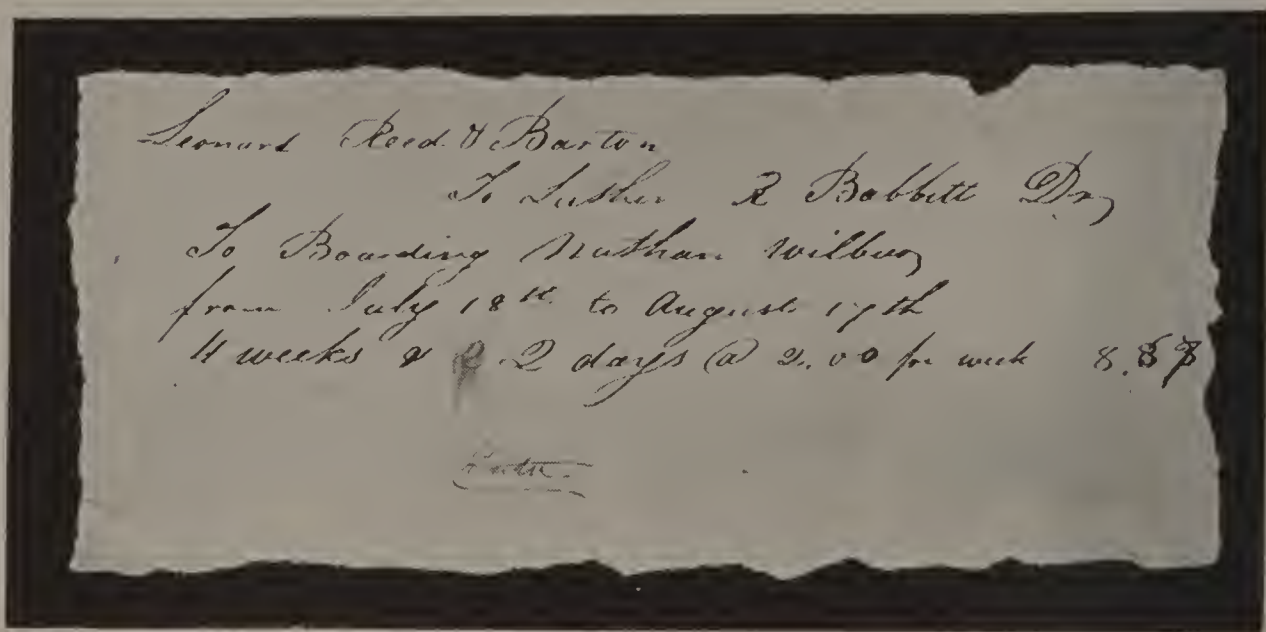 Leonard Reed & Barton
To Luther R Babbitt Dr
To Boarding Nathan Wilbur
from July 18th to August 17th
4 weeks & 2 days @ 2.00 per week 8.57